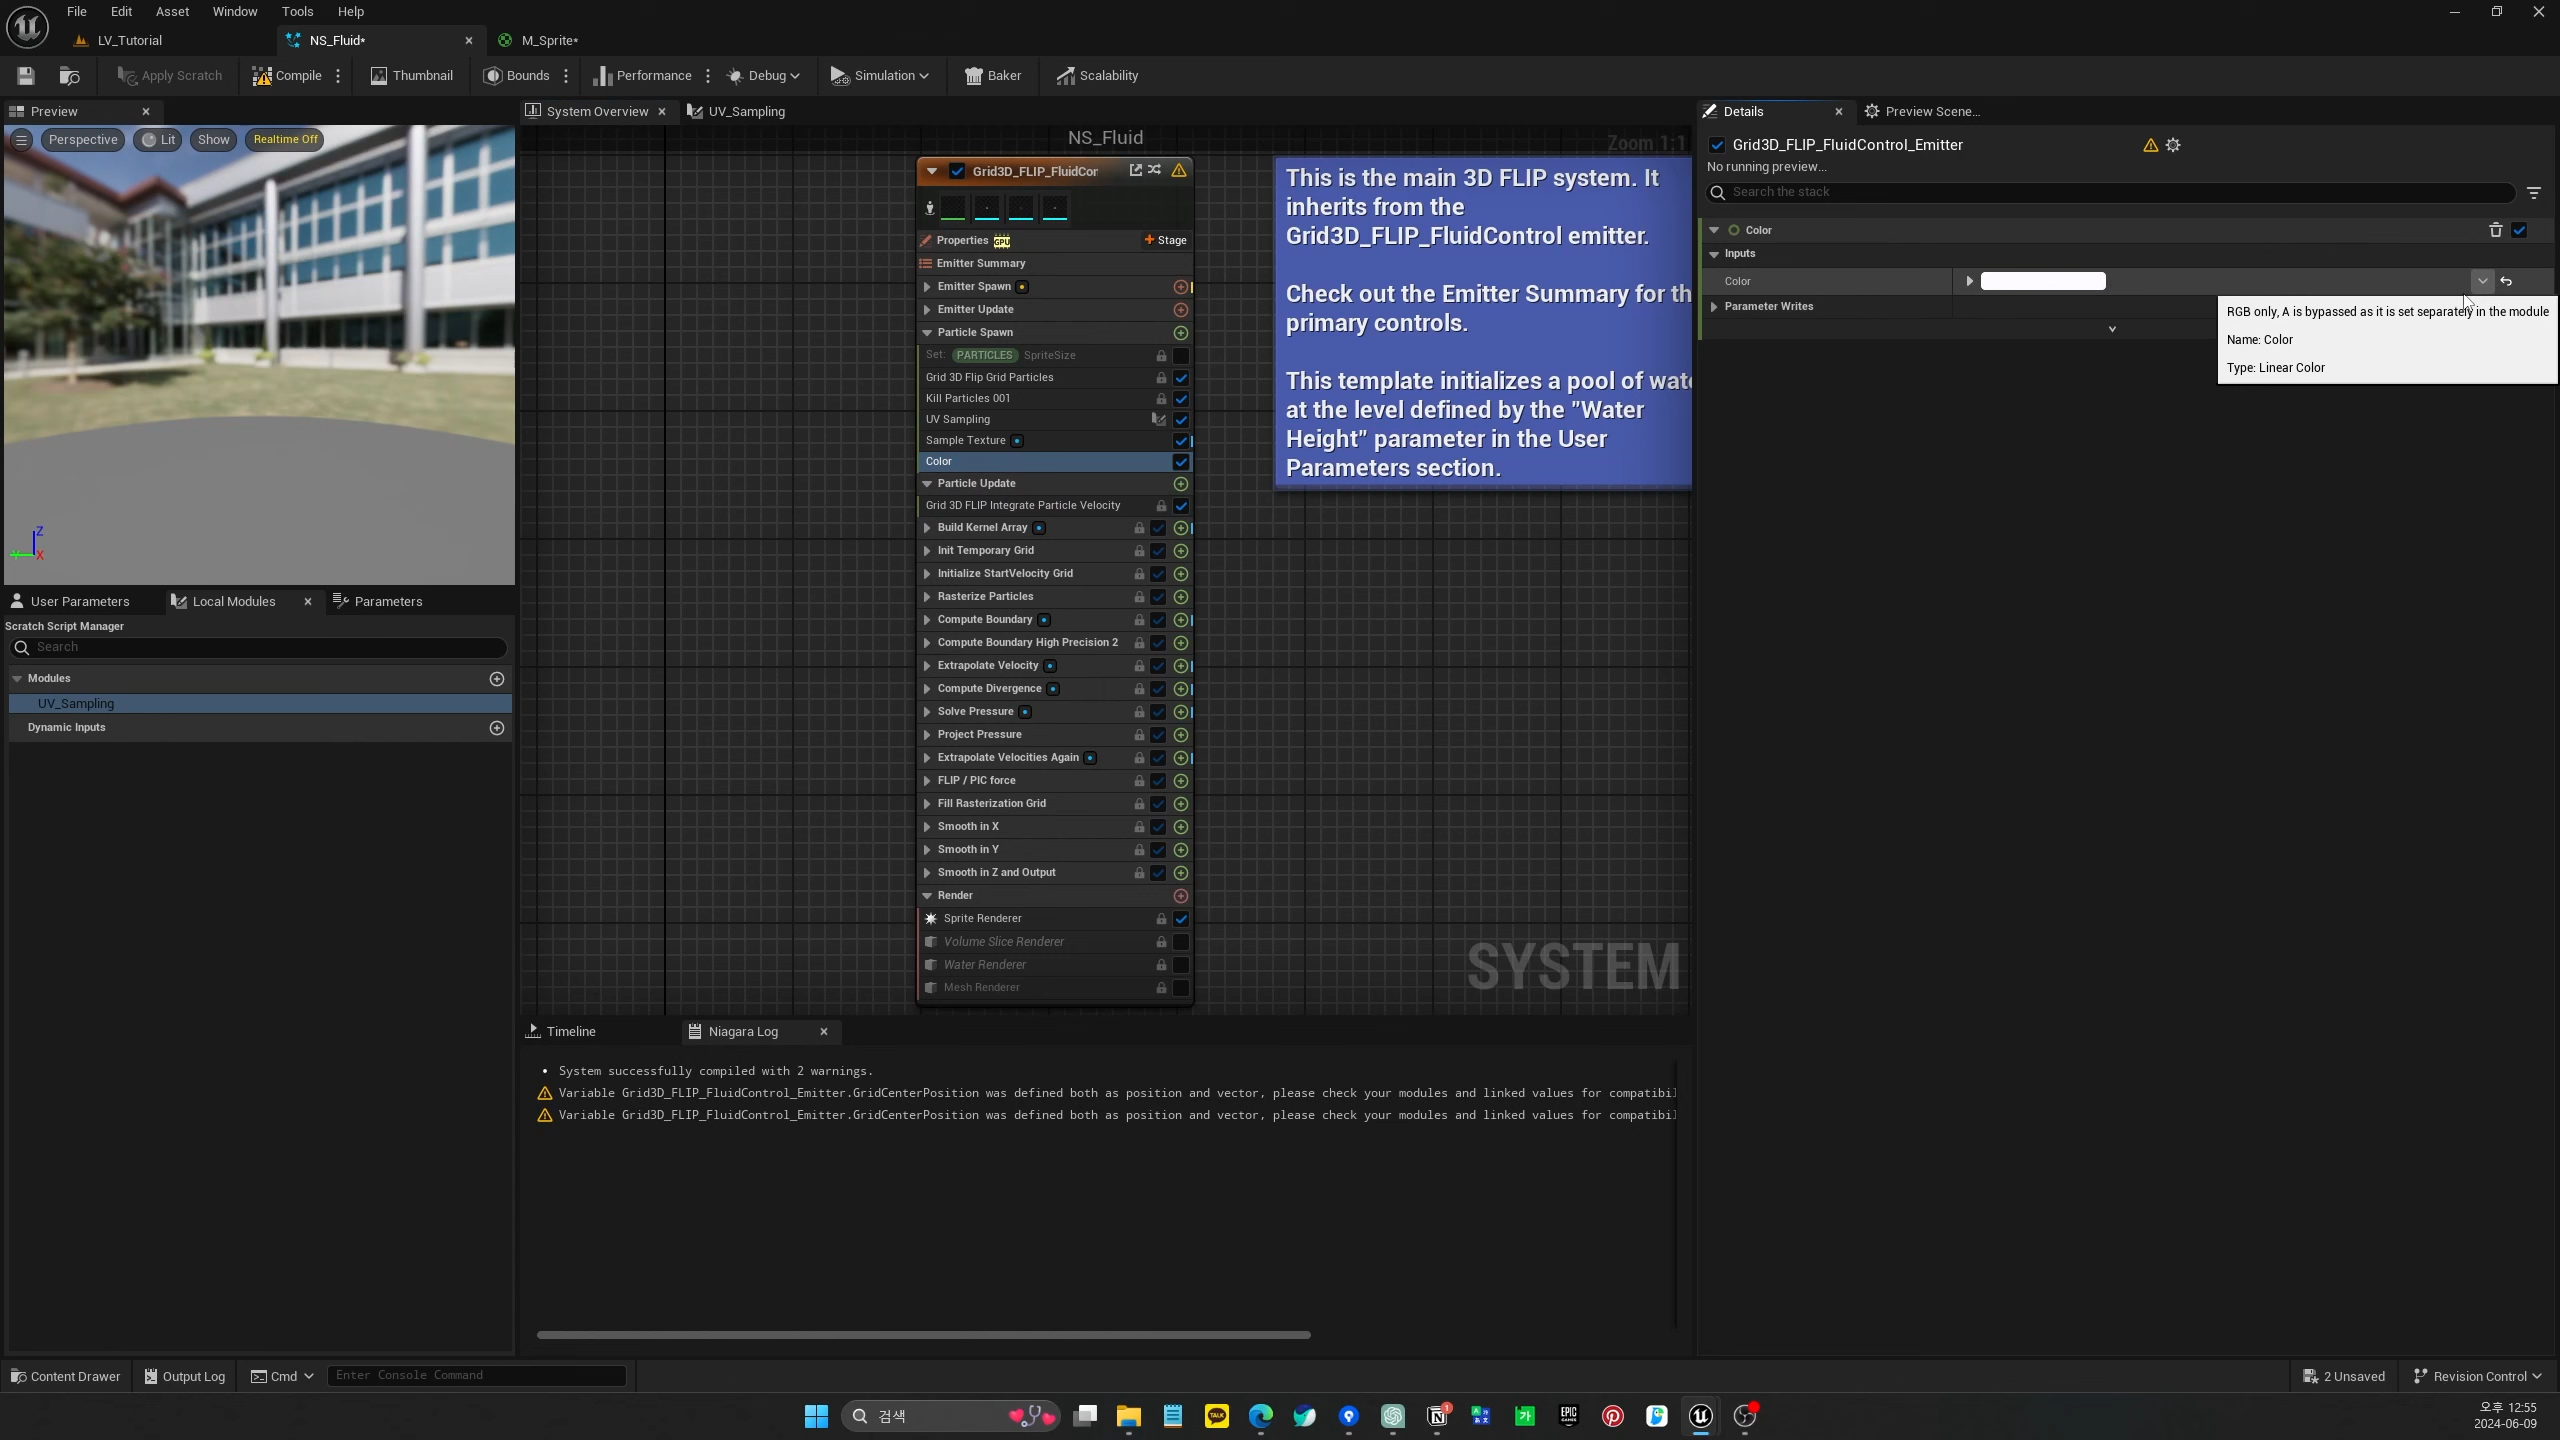 File Edit Asset Window Tools Help
LV_Tutorial NS_Fluid* M_Sprite*
Apply Scratch Compile Thumbnail Bounds Performance Debug Simulation Baker Scalability
Preview
Perspective Lit Show Realtime Off
Z
Y X
User Parameters Local Modules Parameters
Scratch Script Manager
Search
Modules
UV_Sampling
Dynamic Inputs
System Overview UV_Sampling
NS_Fluid
Zoom 1:1
Grid3D_FLIP_FluidCor
Properties GPU Stage
Emitter Summary
Emitter Spawn
Emitter Update
Particle Spawn
Set: PARTICLES SpriteSize
Grid 3D Flip Grid Particles
Kill Particles 001
UV Sampling
Sample Texture
Color
Particle Update
Grid 3D FLIP Integrate Particle Velocity
Build Kernel Array
Init Temporary Grid
Initialize StartVelocity Grid
Rasterize Particles
Compute Boundary
Compute Boundary High Precision 2
Extrapolate Velocity
Compute Divergence
Solve Pressure
Project Pressure
Extrapolate Velocities Again
FLIP / PIC force
Fill Rasterization Grid
Smooth in X
Smooth in Y
Smooth in Z and Output
Render
Sprite Renderer
Volume Slice Renderer
Water Renderer
Mesh Renderer
This is the main 3D FLIP system. It
inherits from the
Grid3D_FLIP_FluidControl emitter.
Check out the Emitter Summary for th
primary controls.
This template initializes a pool of wat
at the level defined by the "Water
Height" parameter in the User
Parameters section.
SYSTEM
Timeline Niagara Log
• System successfully compiled with 2 warnings.
Variable Grid3D_FLIP_FluidControl_Emitter.GridCenterPosition was defined both as position and vector, please check your modules and linked values for compatibil
Variable Grid3D_FLIP_FluidControl_Emitter.GridCenterPosition was defined both as position and vector, please check your modules and linked values for compatibil
Details Preview Scene...
Grid3D_FLIP_FluidControl_Emitter
No running preview...
Search the stack
Color
Inputs
Color
Parameter Writes
RGB only, A is bypassed as it is set separately in the module
Name: Color
Type: Linear Color
Content Drawer Output Log Cmd Enter Console Command 2 Unsaved Revision Control
검색
TALK
N 1
가
EPIC GAMES
오후 12:55
2024-06-09